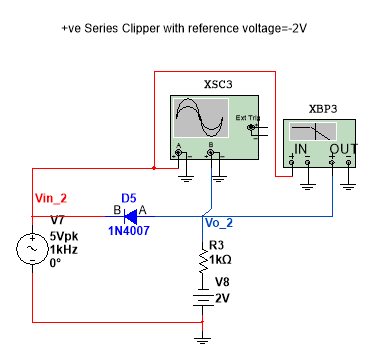 +ve Series Clipper with reference voltage=-2V
XSC3
Ext Trig
A
B
XBP3
IN
OUT
Vin_2
D5
B
A
1N4007
V7
5Vpk
1kHz
0°
Vo_2
R3
1kΩ
V8
2V